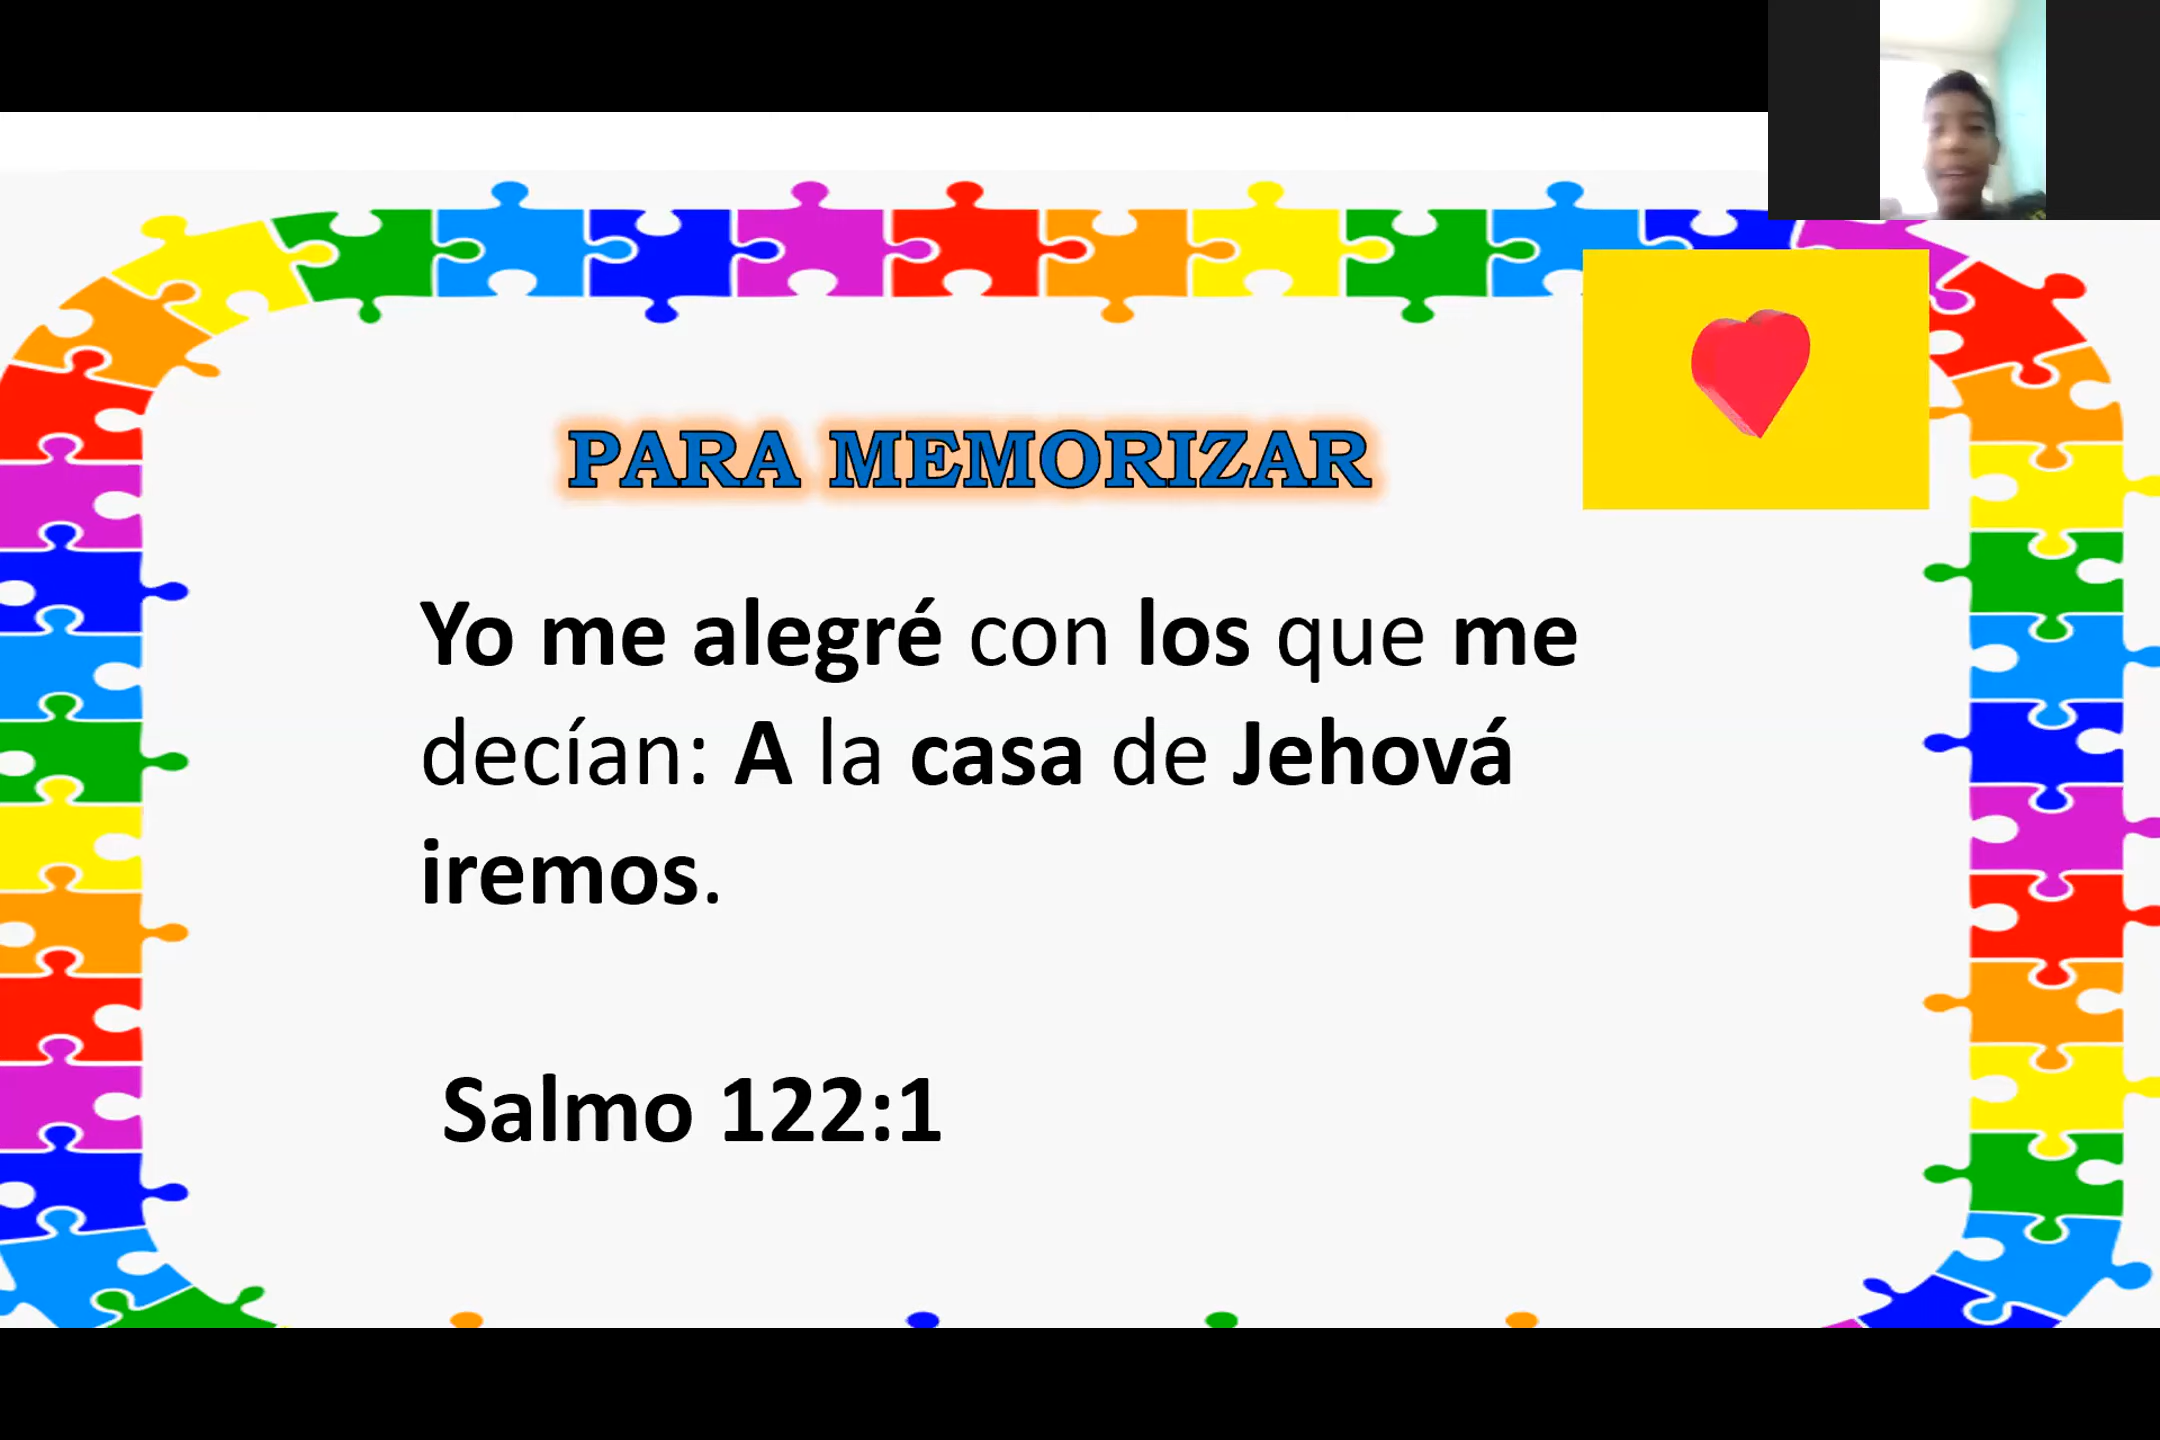 PARA MEMORIZAR
Yo me alegré con los que me
decían: A la casa de Jehová
iremos.
Salmo 122:1